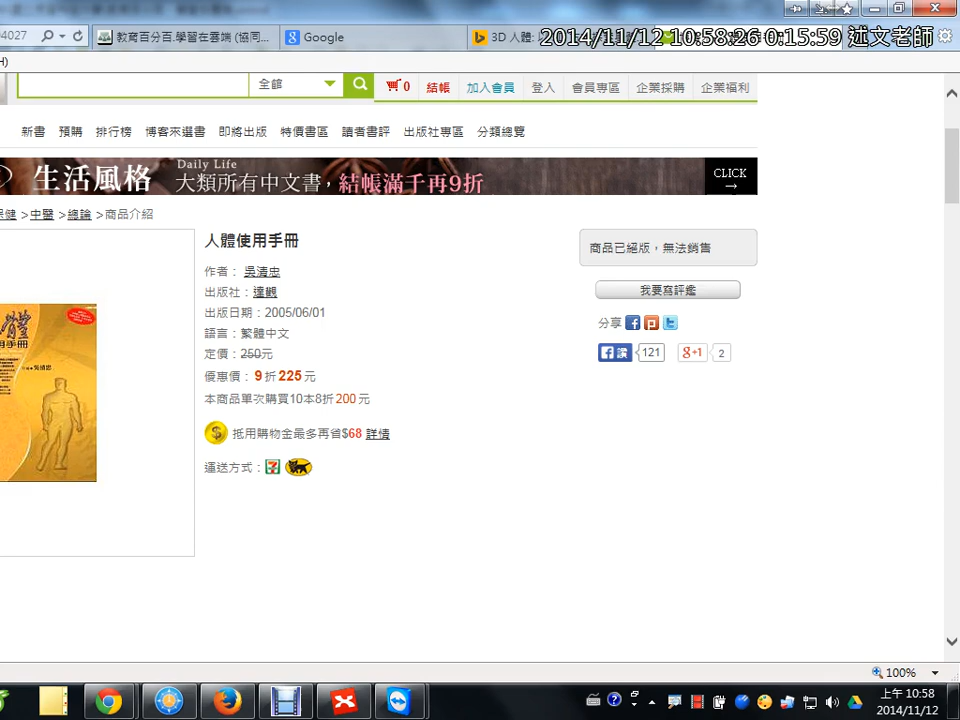 4027
教育百分百.學習在雲端 (協同...
Google
3D 人體
2014/11/12 10:58:26 0:15:59 述文老師
H)
全館
0
結帳
加入會員
登入
會員專區
企業採購
企業福利
新書 預購 排行榜 博客來選書 即將出版 特價書區 讀者書評 出版社專區 分類總覽
生活風格
Daily Life
大類所有中文書，結帳滿千再9折
CLICK
→
保健 >中醫 >總論 >商品介紹
人體使用手冊
商品已絕版，無法銷售
作者： 吳清忠
出版社：達觀
我要寫評鑑
出版日期：2005/06/01
分享
語言：繁體中文
定價：250元
讚 121
g+1 2
優惠價： 9折225元
本商品單次購買10本8折200元
抵用購物金最多再省$68 詳情
運送方式：
體
用手冊
100%
上午 10:58
2014/11/12